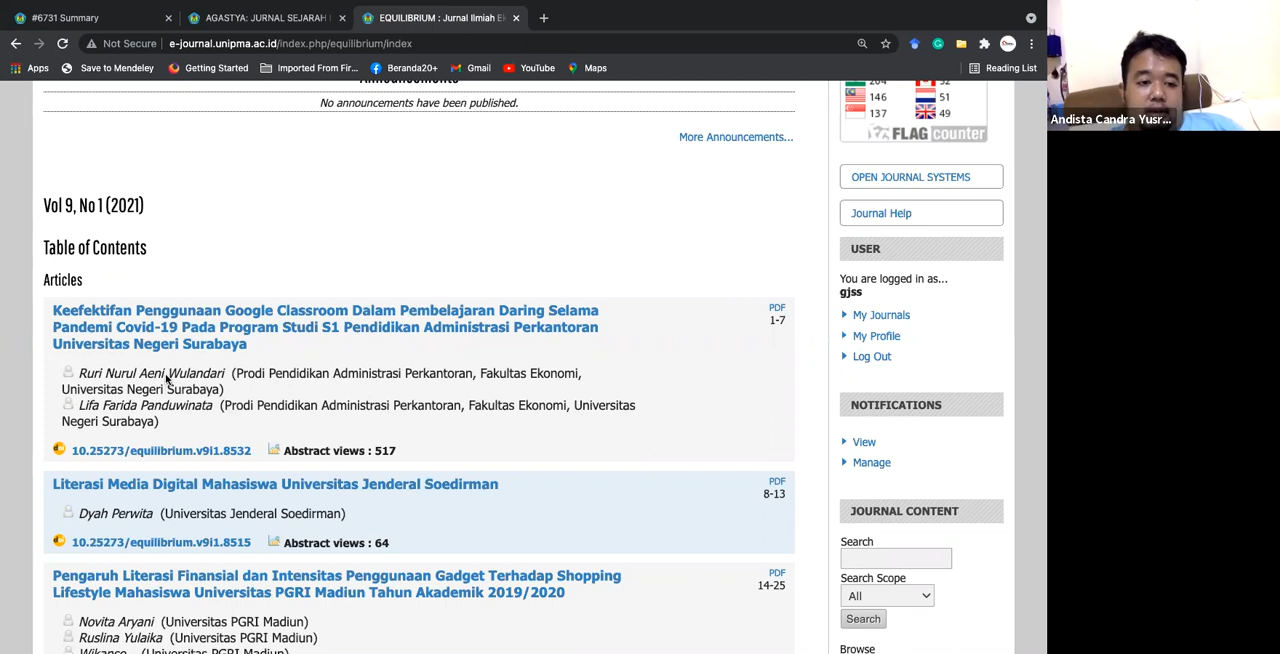 #6731 Summary
AGASTYA: JURNAL SEJARAH
EQUILIBRIUM : Jurnal Ilmiah Ek
Not Secure
e-journal.unipma.ac.id/index.php/equilibrium/index
Apps
Save to Mendeley
Getting Started
Imported From Fir...
Beranda20+
Gmail
YouTube
Maps
Reading List
Andista Candra Yusr...
Announcements
No announcements have been published.
More Announcements...
Vol 9, No 1 (2021)
Table of Contents
Articles
Keefektifan Penggunaan Google Classroom Dalam Pembelajaran Daring Selama
Pandemi Covid-19 Pada Program Studi S1 Pendidikan Administrasi Perkantoran
Universitas Negeri Surabaya
PDF
1-7
Ruri Nurul Aeni Wulandari (Prodi Pendidikan Administrasi Perkantoran, Fakultas Ekonomi,
Universitas Negeri Surabaya)
Lifa Farida Panduwinata (Prodi Pendidikan Administrasi Perkantoran, Fakultas Ekonomi, Universitas
Negeri Surabaya)
10.25273/equilibrium.v9i1.8532
Abstract views : 517
Literasi Media Digital Mahasiswa Universitas Jenderal Soedirman
PDF
8-13
Dyah Perwita (Universitas Jenderal Soedirman)
10.25273/equilibrium.v9i1.8515
Abstract views : 64
Pengaruh Literasi Finansial dan Intensitas Penggunaan Gadget Terhadap Shopping
Lifestyle Mahasiswa Universitas PGRI Madiun Tahun Akademik 2019/2020
PDF
14-25
Novita Aryani (Universitas PGRI Madiun)
Ruslina Yulaika (Universitas PGRI Madiun)
(Universitas PGRI Madiun)
146
51
137
49
FLAG counter
OPEN JOURNAL SYSTEMS
Journal Help
USER
You are logged in as...
gjss
My Journals
My Profile
Log Out
NOTIFICATIONS
View
Manage
JOURNAL CONTENT
Search
Search Scope
All
Search
Browse